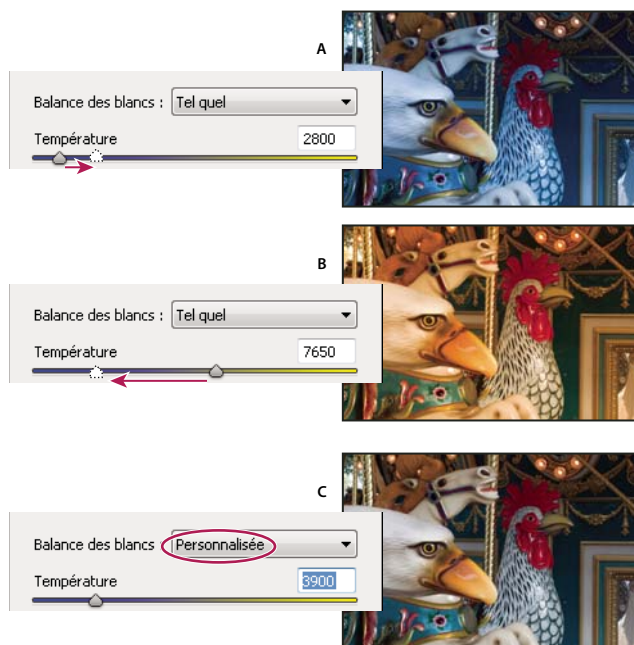 A
Balance des blancs : Tel quel
Température 2800
B
Balance des blancs : Tel quel
Température 7650
C
Balance des blancs Personnalisée
Température 3900